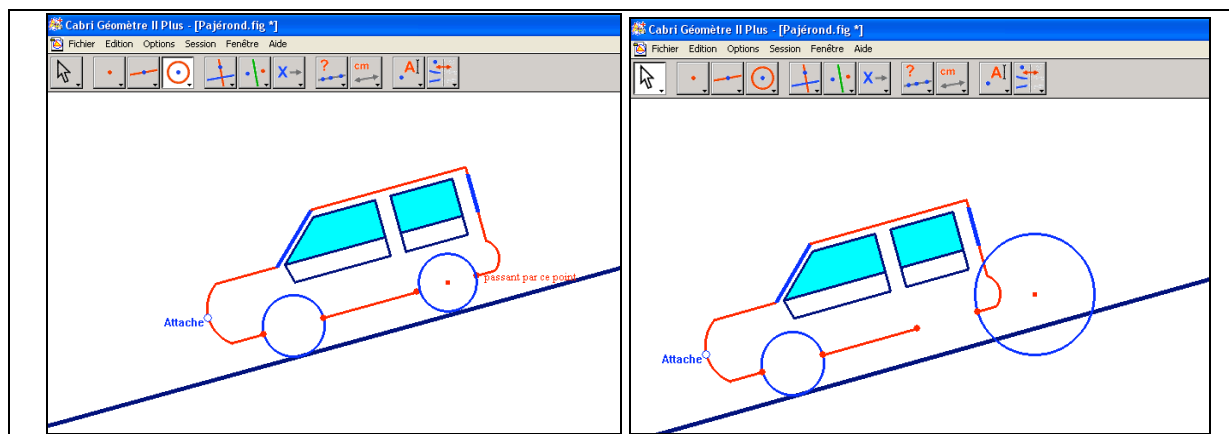 Cabri Géomètre II Plus - [Pajérond.fig *]
Fichier Edition Options Session Fenêtre Aide
? cm A
Attache
passant par ce point
Cabri Géomètre II Plus - [Pajérond.fig *]
Fichier Edition Options Session Fenêtre Aide
? cm A
Attache